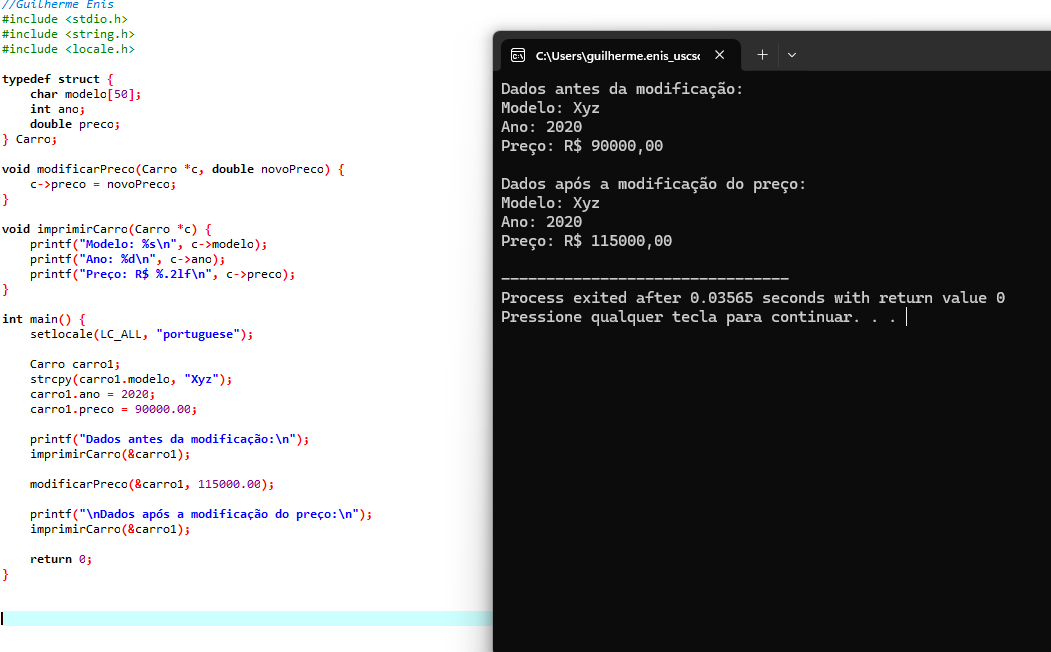 //Guilherme Enis
#include <stdio.h>
#include <string.h>
#include <locale.h>

typedef struct {
    char modelo[50];
    int ano;
    double preco;
} Carro;

void modificarPreco(Carro *c, double novoPreco) {
    c->preco = novoPreco;
}

void imprimirCarro(Carro *c) {
    printf("Modelo: %s\n", c->modelo);
    printf("Ano: %d\n", c->ano);
    printf("Preço: R$ %.2lf\n", c->preco);
}

int main() {
    setlocale(LC_ALL, "portuguese");

    Carro carro1;
    strcpy(carro1.modelo, "Xyz");
    carro1.ano = 2020;
    carro1.preco = 90000.00;

    printf("Dados antes da modificação:\n");
    imprimirCarro(&carro1);

    modificarPreco(&carro1, 115000.00);

    printf("\nDados após a modificação do preço:\n");
    imprimirCarro(&carro1);

    return 0;
}

C:\Users\guilherme.enis_uscsc
Dados antes da modificação:
Modelo: Xyz
Ano: 2020
Preço: R$ 90000,00

Dados após a modificação do preço:
Modelo: Xyz
Ano: 2020
Preço: R$ 115000,00

--------------------------------
Process exited after 0.03565 seconds with return value 0
Pressione qualquer tecla para continuar. . .